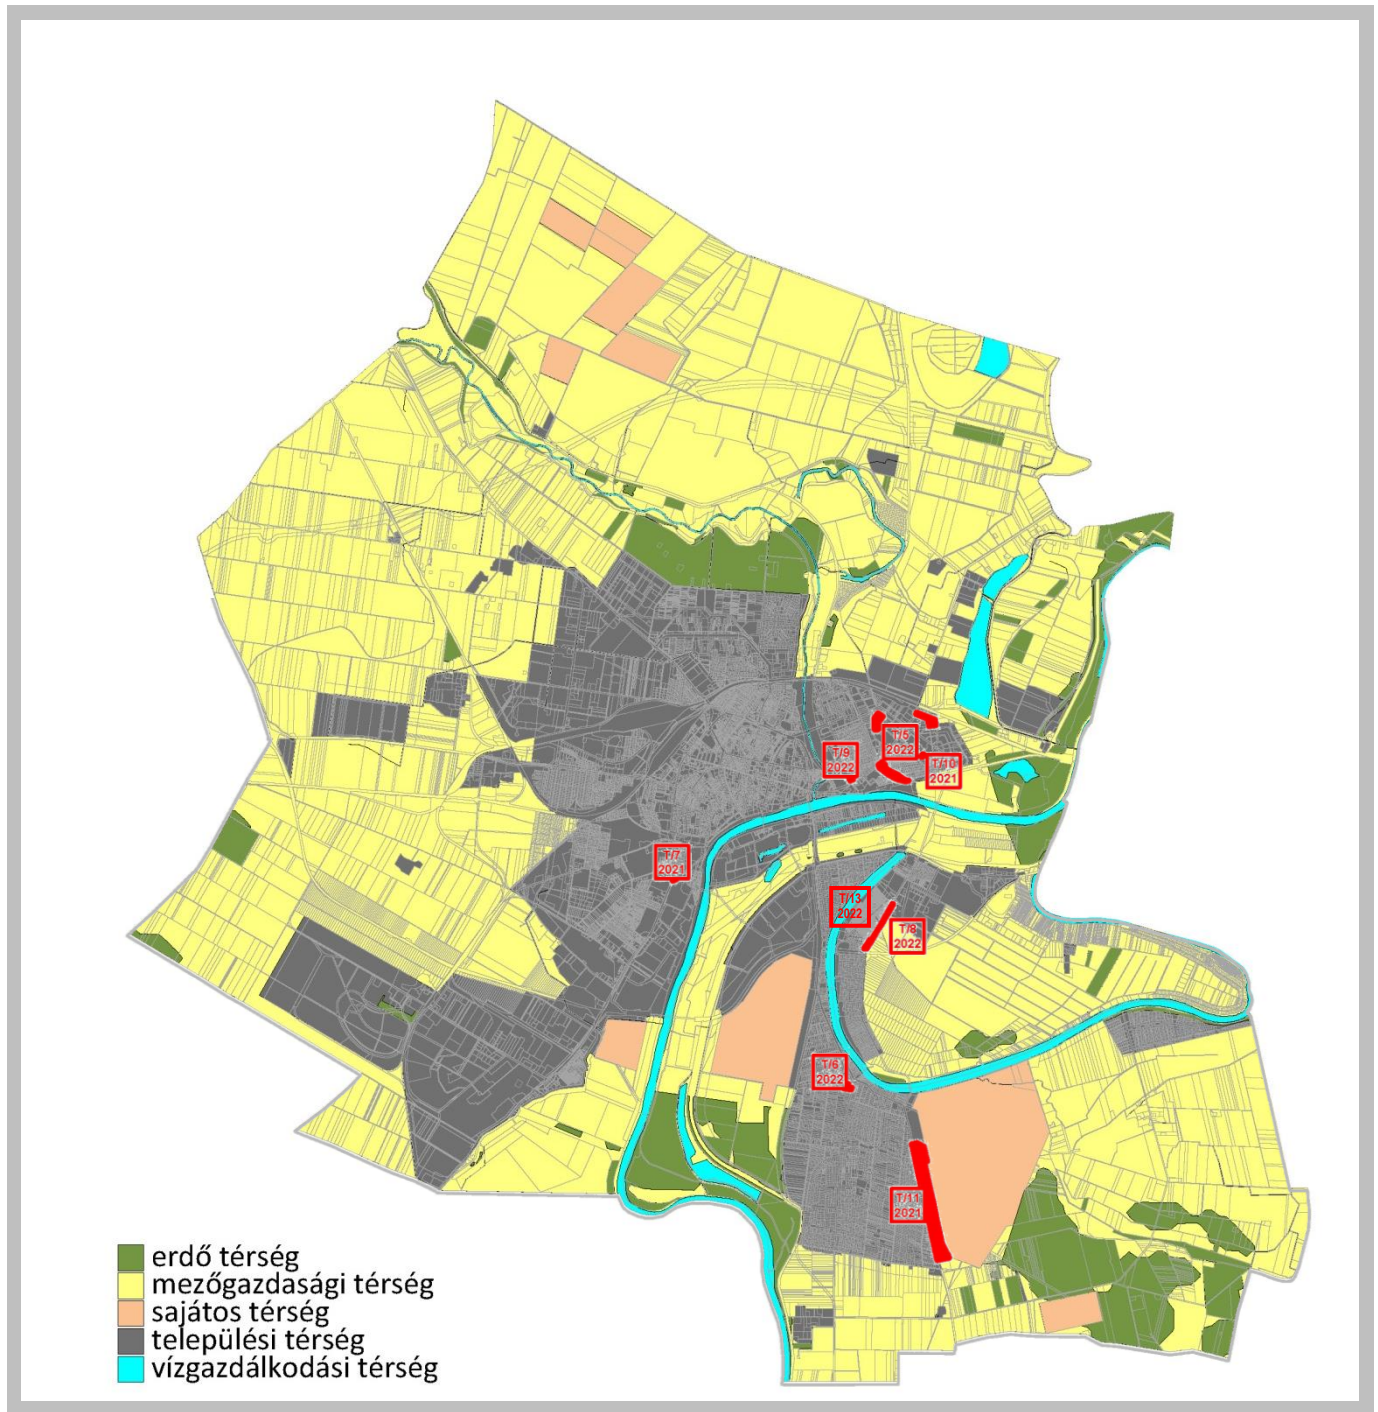 T/5
2022
T/9
2022
T/10
2021
T/7
2021
T/13
2022
T/8
2022
T/6
2022
T/11
2021
erdő térség
mezőgazdasági térség
sajátos térség
települési térség
vízgazdálkodási térség